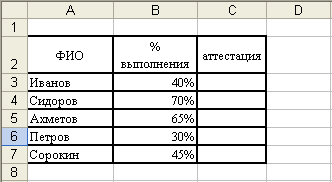 A B C D
1
2 ФИО % выполнения аттестация
3 Иванов 40%
4 Сидоров 70%
5 Ахметов 65%
6 Петров 30%
7 Сорокин 45%
8